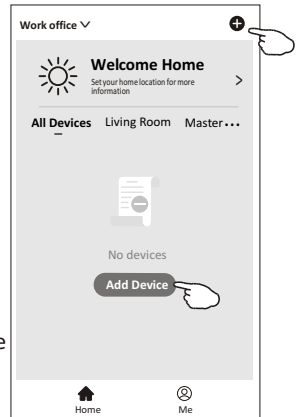 Work office
Welcome Home
Set your home location for more
information
All Devices Living Room Master
No devices
Add Device
e
Home Me